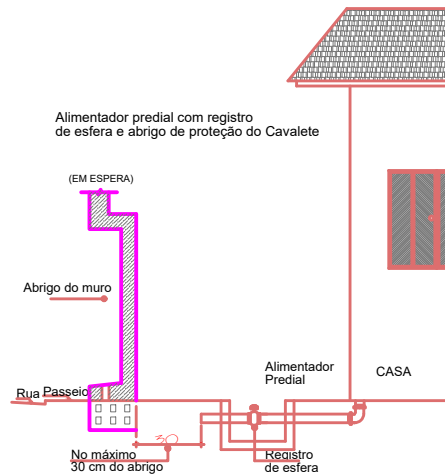 Alimentador predial com registro
de esfera e abrigo de proteção do Cavalete
(EM ESPERA)
Abrigo do muro
Alimentador
Predial
CASA
Rua Passeio
30
No máximo
30 cm do abrigo
Registro
de esfera